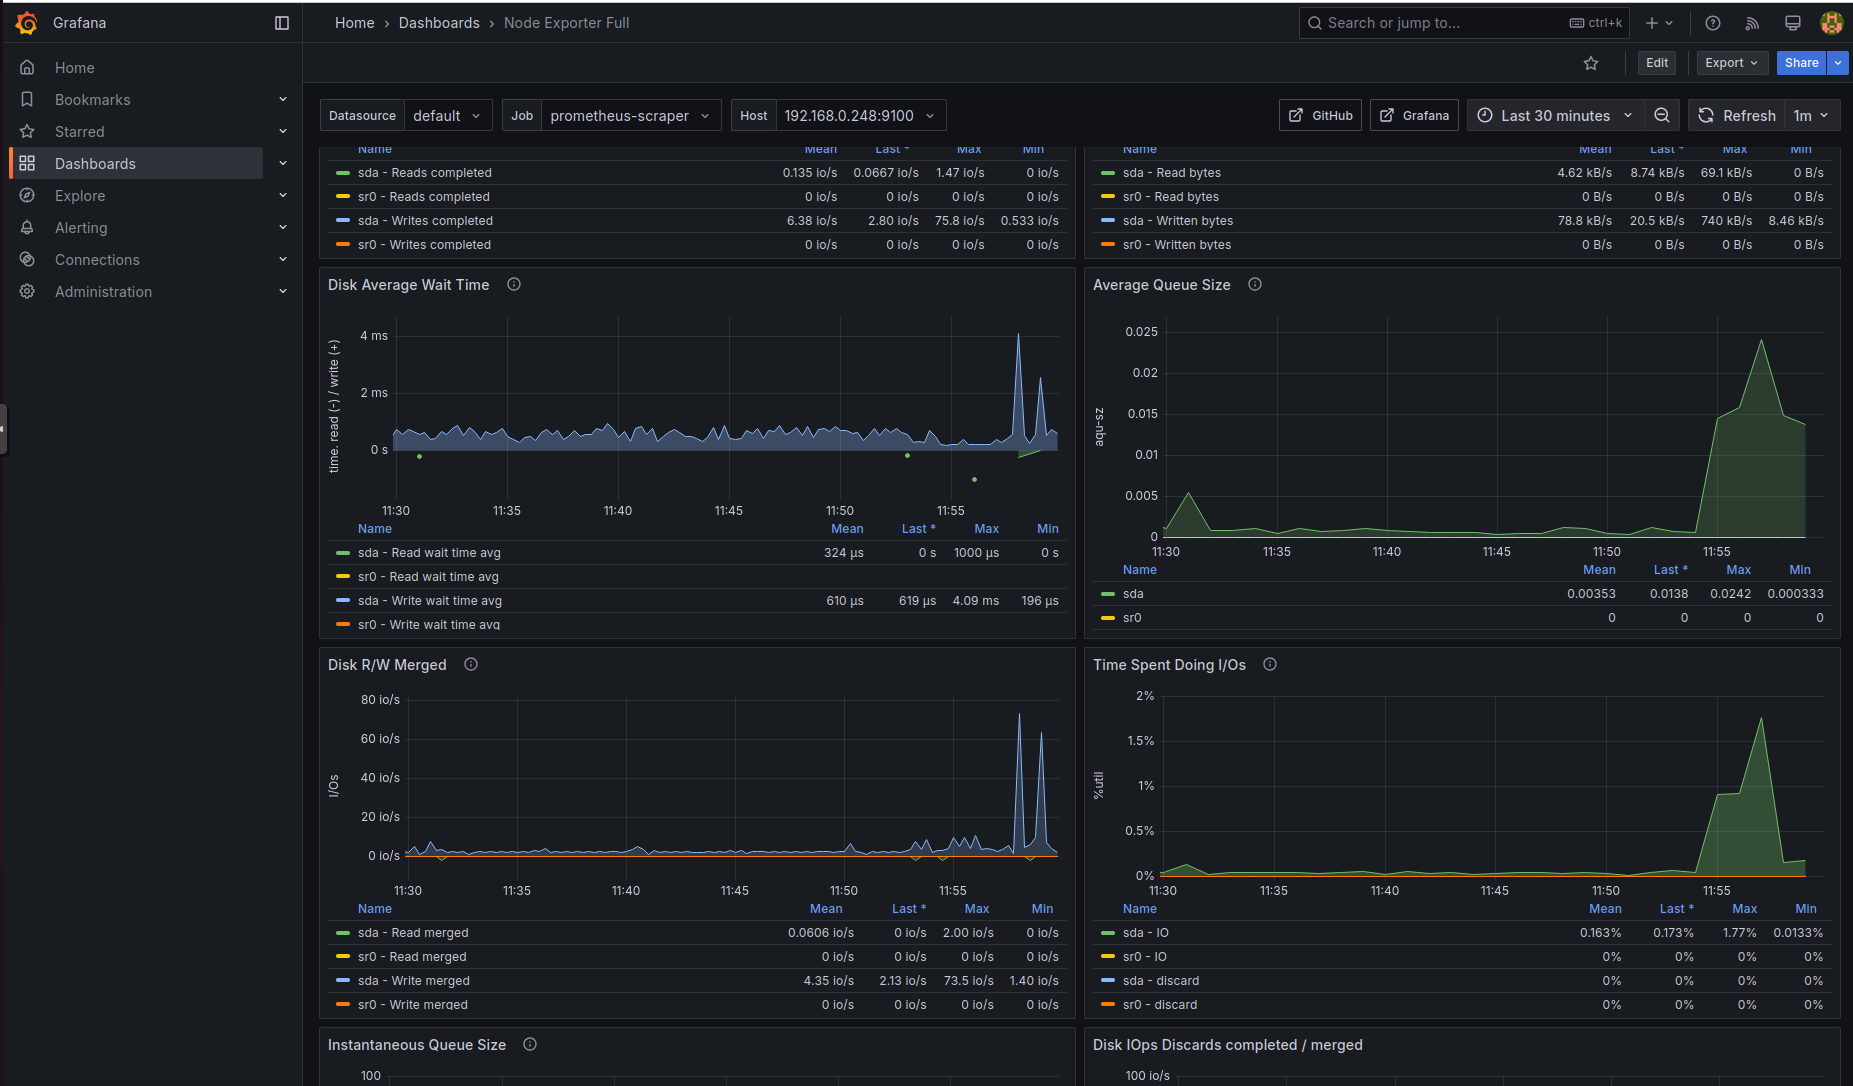 Grafana
Home › Dashboards › Node Exporter Full
Search or jump to... ctrl+k
Home
Bookmarks
Starred
Dashboards
Explore
Alerting
Connections
Administration
Edit Export Share
Datasource default Job prometheus-scraper Host 192.168.0.248:9100
GitHub Grafana Last 30 minutes Refresh 1m
Name Mean Last * Max Min
sda - Reads completed 0.135 io/s 0.0667 io/s 1.47 io/s 0 io/s
sr0 - Reads completed 0 io/s 0 io/s 0 io/s 0 io/s
sda - Writes completed 6.38 io/s 2.80 io/s 75.8 io/s 0.533 io/s
sr0 - Writes completed 0 io/s 0 io/s 0 io/s 0 io/s
Name Mean Last * Max Min
sda - Read bytes 4.62 kB/s 8.74 kB/s 69.1 kB/s 0 B/s
sr0 - Read bytes 0 B/s 0 B/s 0 B/s 0 B/s
sda - Written bytes 78.8 kB/s 20.5 kB/s 740 kB/s 8.46 kB/s
sr0 - Written bytes 0 B/s 0 B/s 0 B/s 0 B/s
Disk Average Wait Time
time. read (-) / write (+)
4 ms
2 ms
0 s
11:30 11:35 11:40 11:45 11:50 11:55
Name Mean Last * Max Min
sda - Read wait time avg 324 µs 0 s 1000 µs 0 s
sr0 - Read wait time avg
sda - Write wait time avg 610 µs 619 µs 4.09 ms 196 µs
sr0 - Write wait time avg
Average Queue Size
aqu-sz
0.025
0.02
0.015
0.01
0.005
0
11:30 11:35 11:40 11:45 11:50 11:55
Name Mean Last * Max Min
sda 0.00353 0.0138 0.0242 0.000333
sr0 0 0 0 0
Disk R/W Merged
I/Os
80 io/s
60 io/s
40 io/s
20 io/s
0 io/s
11:30 11:35 11:40 11:45 11:50 11:55
Name Mean Last * Max Min
sda - Read merged 0.0606 io/s 0 io/s 2.00 io/s 0 io/s
sr0 - Read merged 0 io/s 0 io/s 0 io/s 0 io/s
sda - Write merged 4.35 io/s 2.13 io/s 73.5 io/s 1.40 io/s
sr0 - Write merged 0 io/s 0 io/s 0 io/s 0 io/s
Time Spent Doing I/Os
%util
2%
1.5%
1%
0.5%
0%
11:30 11:35 11:40 11:45 11:50 11:55
Name Mean Last * Max Min
sda - IO 0.163% 0.173% 1.77% 0.0133%
sr0 - IO 0% 0% 0% 0%
sda - discard 0% 0% 0% 0%
sr0 - discard 0% 0% 0% 0%
Instantaneous Queue Size
100
Disk IOps Discards completed / merged
100 io/s